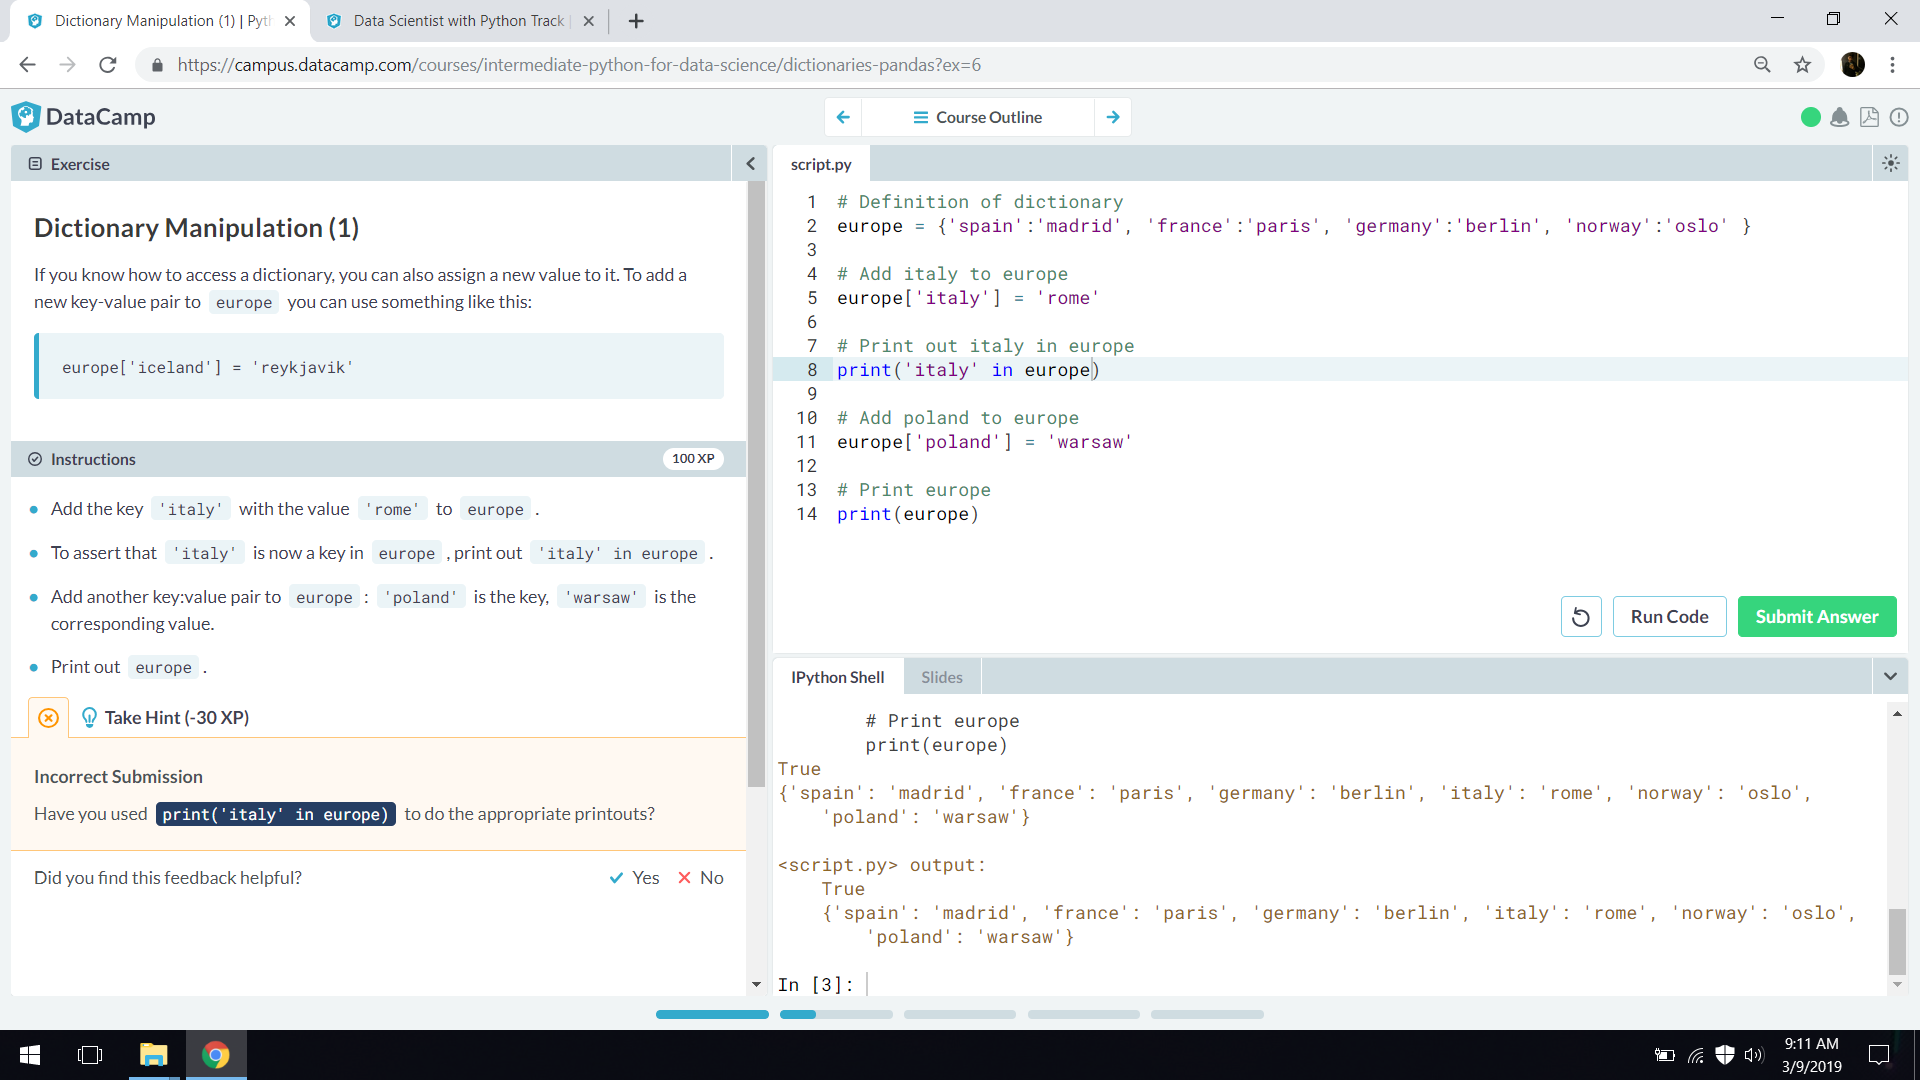 Dictionary Manipulation (1) | Pyth
Data Scientist with Python Track |
https://campus.datacamp.com/courses/intermediate-python-for-data-science/dictionaries-pandas?ex=6
DataCamp
Course Outline
Exercise
Dictionary Manipulation (1)
If you know how to access a dictionary, you can also assign a new value to it. To add a
new key-value pair to europe you can use something like this:
europe['iceland'] = 'reykjavik'
Instructions
100 XP
Add the key 'italy' with the value 'rome' to europe .
To assert that 'italy' is now a key in europe , print out 'italy' in europe .
Add another key:value pair to europe : 'poland' is the key, 'warsaw' is the
corresponding value.
Print out europe .
Take Hint (-30 XP)
Incorrect Submission
Have you used print('italy' in europe) to do the appropriate printouts?
Did you find this feedback helpful?
Yes
No
script.py
1 # Definition of dictionary
2 europe = {'spain':'madrid', 'france':'paris', 'germany':'berlin', 'norway':'oslo' }
3
4 # Add italy to europe
5 europe['italy'] = 'rome'
6
7 # Print out italy in europe
8 print('italy' in europe)
9
10 # Add poland to europe
11 europe['poland'] = 'warsaw'
12
13 # Print europe
14 print(europe)
Run Code
Submit Answer
IPython Shell
Slides
# Print europe
print(europe)
True
{'spain': 'madrid', 'france': 'paris', 'germany': 'berlin', 'italy': 'rome', 'norway': 'oslo',
'poland': 'warsaw'}
<script.py> output:
True
{'spain': 'madrid', 'france': 'paris', 'germany': 'berlin', 'italy': 'rome', 'norway': 'oslo',
'poland': 'warsaw'}
In [3]:
9:11 AM
3/9/2019